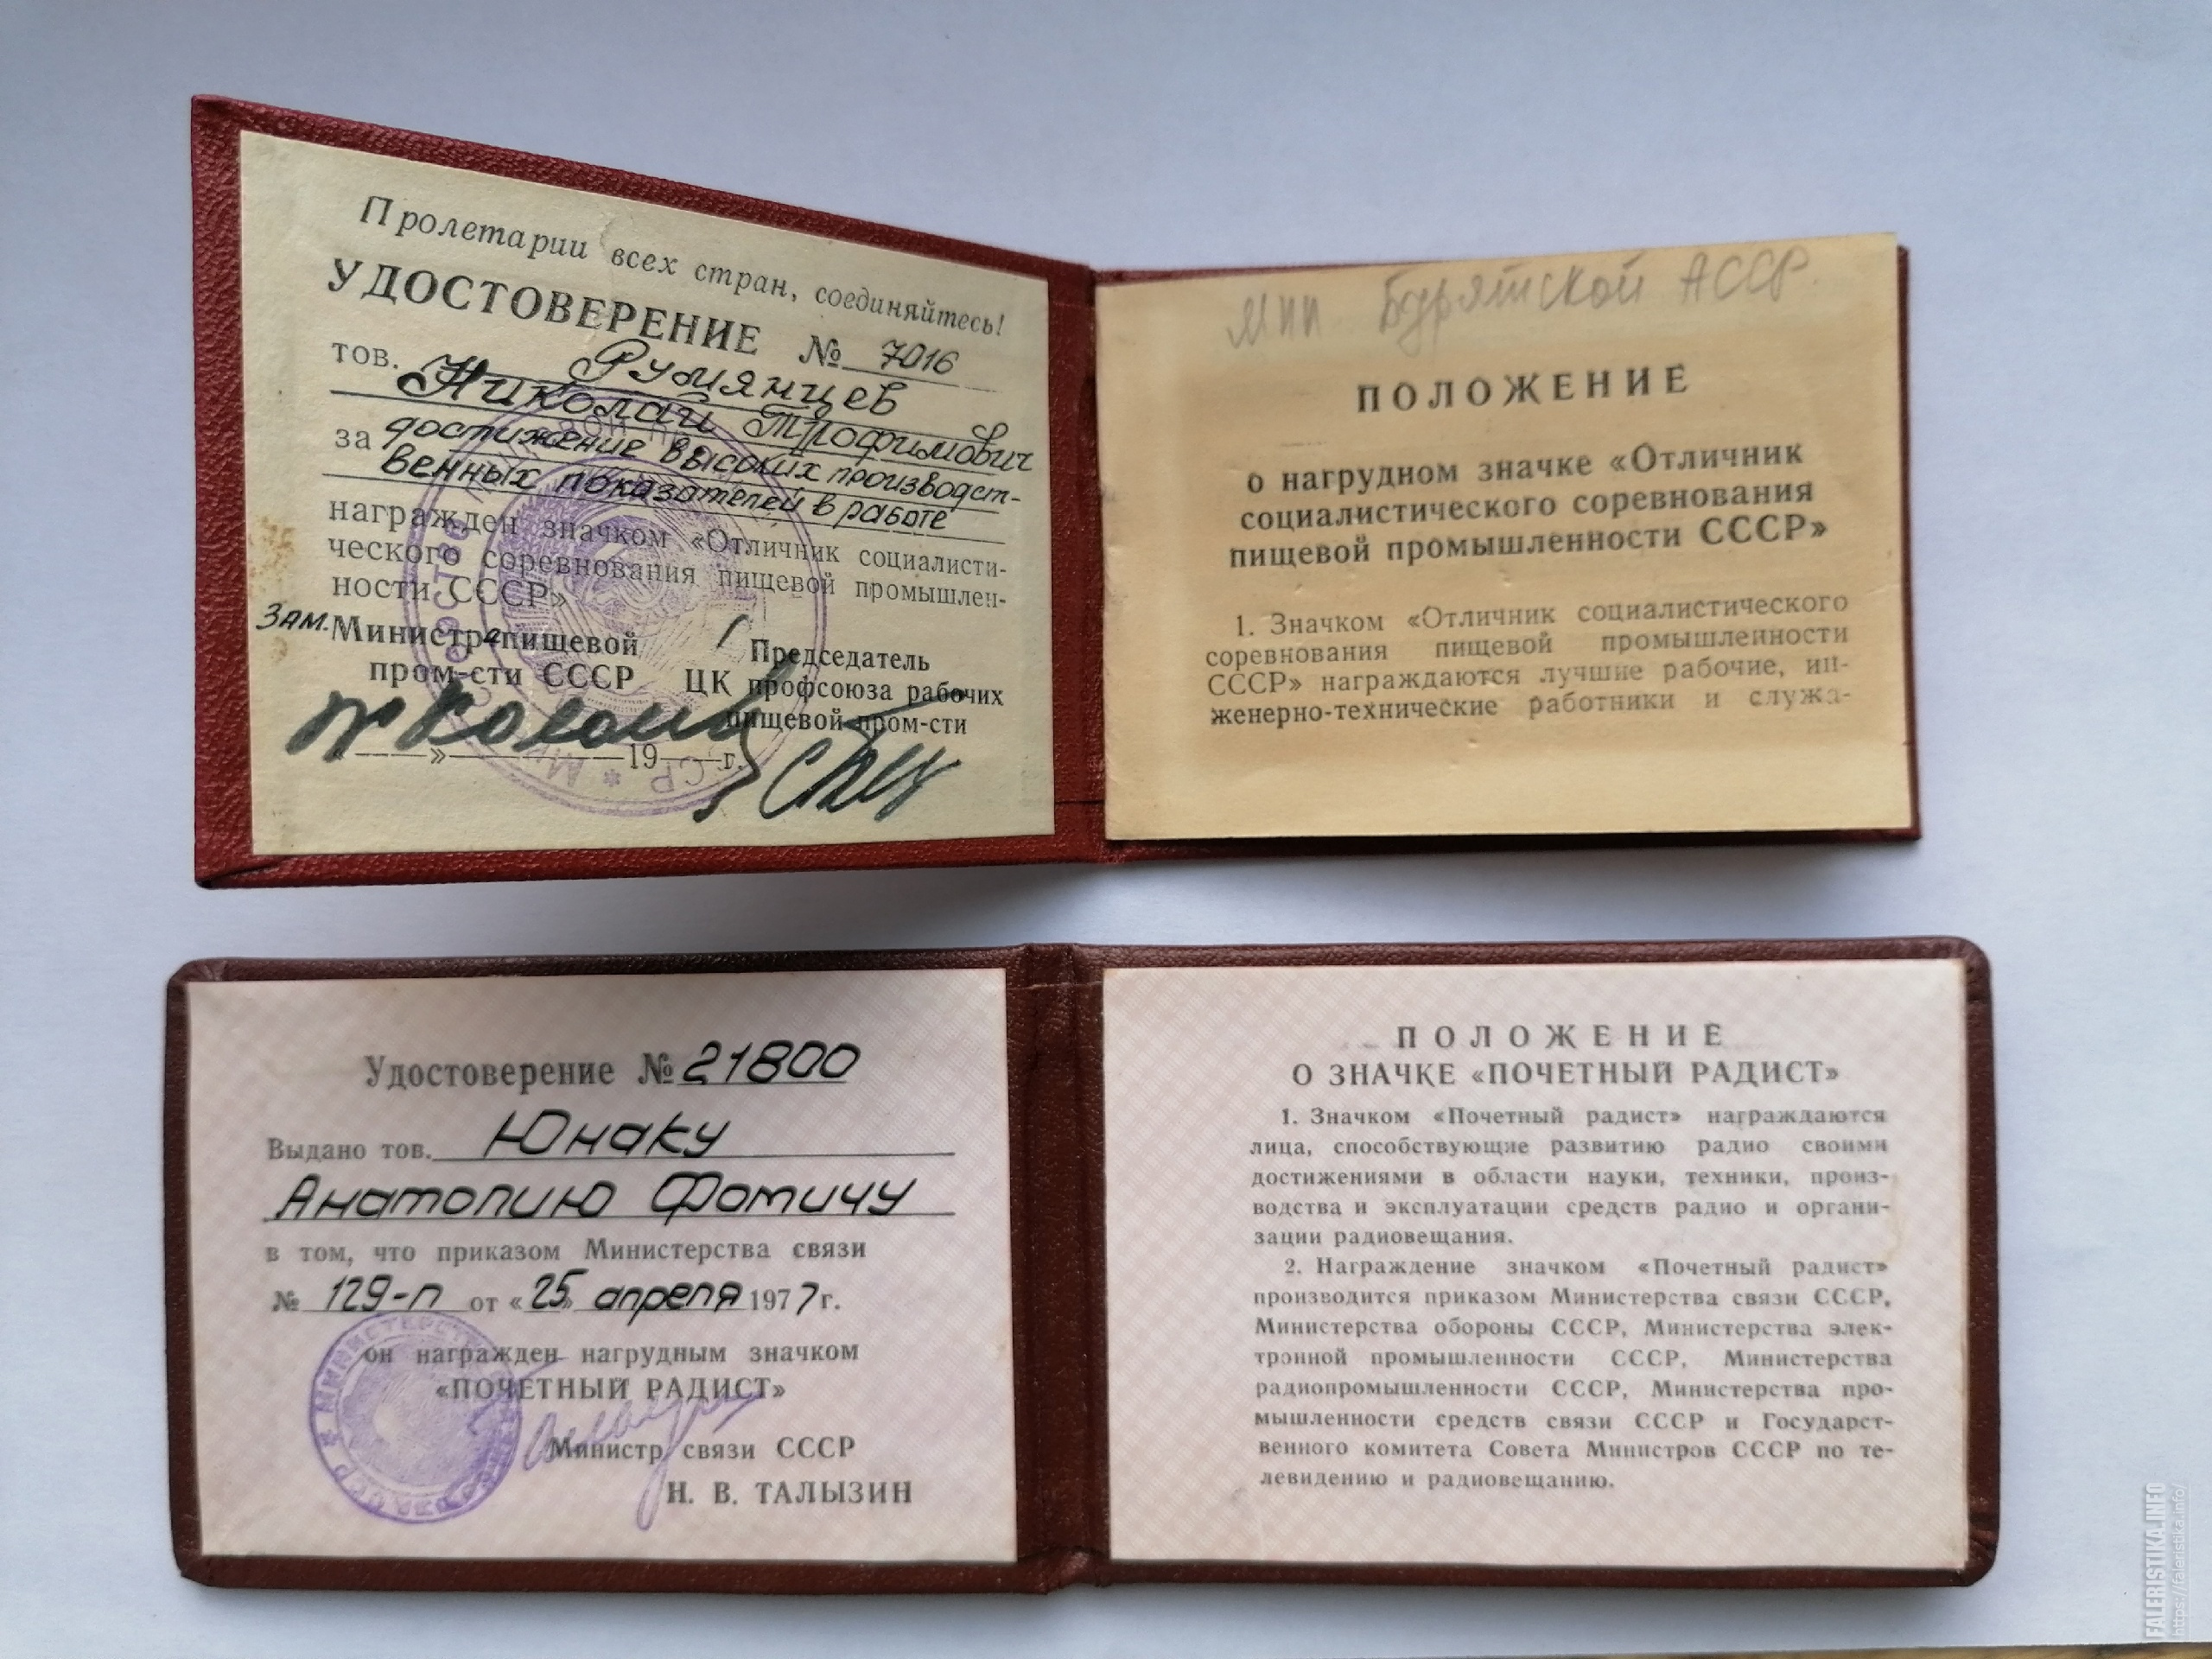 Пролетарии всех стран, соединяйтесь!
УДОСТОВЕРЕНИЕ № 7016
тов. Румянцев
Николай Трофимович
за достижение высоких производст-
венных показателей в работе
награжден значком «Отличник социалисти-
ческого соревнования пищевой промышлен-
ности СССР»
зам. Министра пищевой
пром-сти СССР
Председатель
ЦК профсоюза рабочих
пищевой пром-сти
» 19 г.
МПП Бурятской АССР
ПОЛОЖЕНИЕ
о нагрудном значке «Отличник
социалистического соревнования
пищевой промышленности СССР»
1. Значком «Отличник социалистического
соревнования пищевой промышленности
СССР» награждаются лучшие рабочие, ин-
женерно-технические работники и служа-
Удостоверение № 21800
Выдано тов. Юнаку
Анатолию Фомичу
в том, что приказом Министерства связи
№ 129-п от «25» апреля 1977 г.
он награжден нагрудным значком
«ПОЧЕТНЫЙ РАДИСТ»
Министр связи СССР
Н. В. ТАЛЫЗИН
ПОЛОЖЕНИЕ
О ЗНАЧКЕ «ПОЧЕТНЫЙ РАДИСТ»
1. Значком «Почетный радист» награждаются
лица, способствующие развитию радио своими
достижениями в области науки, техники, произ-
водства и эксплуатации средств радио и органи-
зации радиовещания.
2. Награждение значком «Почетный радист»
производится приказом Министерства связи СССР,
Министерства обороны СССР, Министерства элек-
тронной промышленности СССР, Министерства
радиопромышленности СССР, Министерства про-
мышленности средств связи СССР и Государст-
венного комитета Совета Министров СССР по те-
левидению и радиовещанию.
FALERISTIKA.INFO
https://faleristika.info/